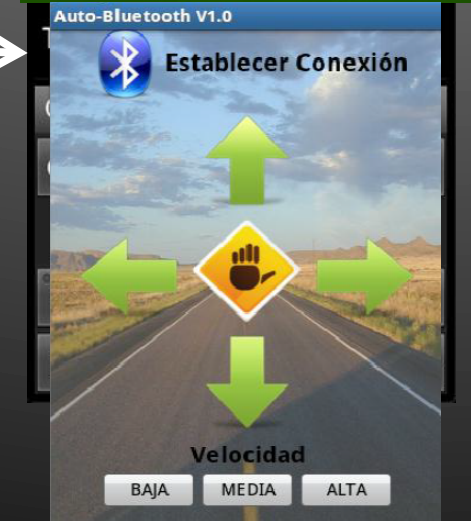 Auto-Bluetooth V1.0
Establecer Conexión
Velocidad
BAJA MEDIA ALTA